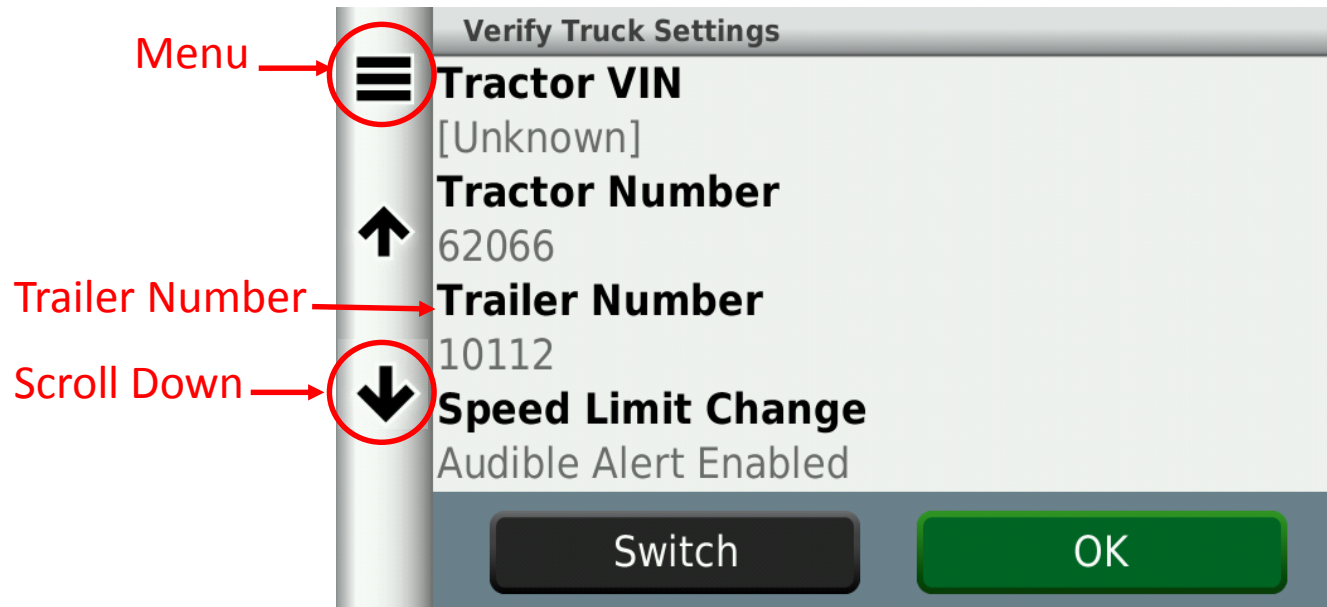 Menu
Verify Truck Settings
Tractor VIN
[Unknown]
Tractor Number
62066
Trailer Number
Trailer Number
10112
Scroll Down
Speed Limit Change
Audible Alert Enabled
Switch
OK